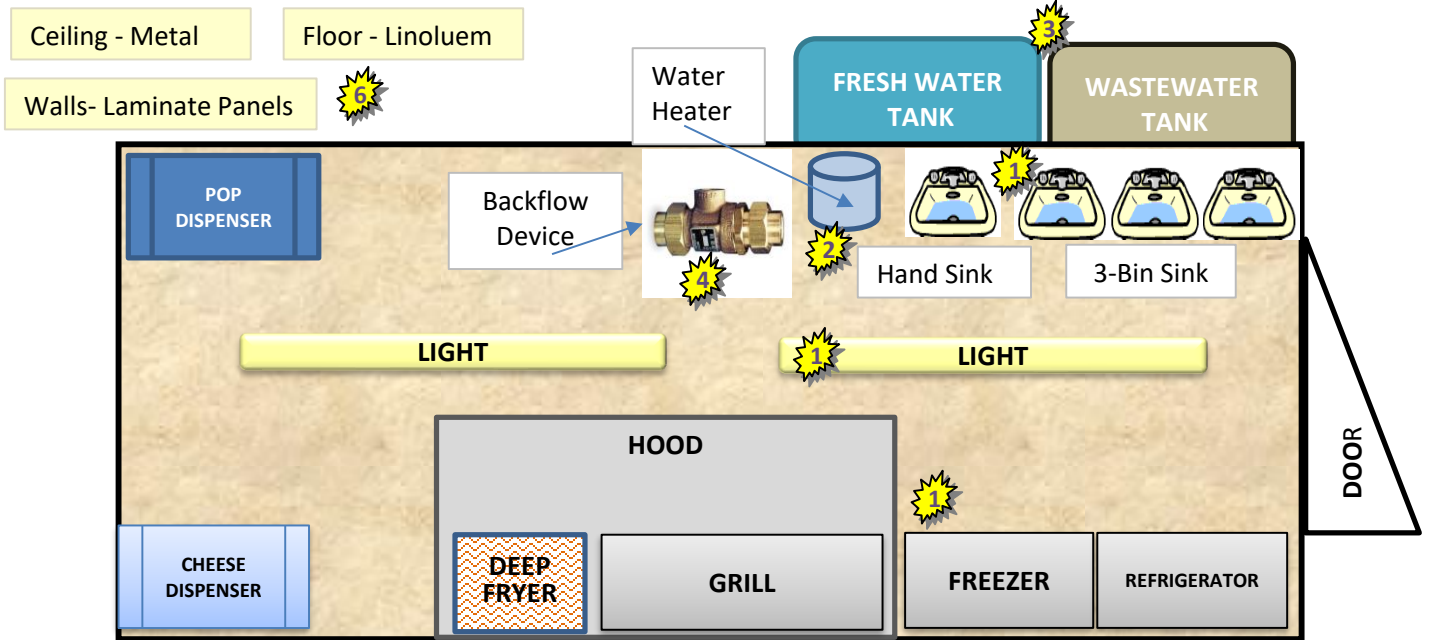 Ceiling - Metal
Floor - Linoluem
Walls- Laminate Panels
6
Water
Heater
FRESH WATER
TANK
3
WASTEWATER
TANK
POP
DISPENSER
Backflow
Device
4
2
1
Hand Sink
3-Bin Sink
LIGHT
1
LIGHT
HOOD
DOOR
1
CHEESE
DISPENSER
DEEP
FRYER
GRILL
FREEZER
REFRIGERATOR